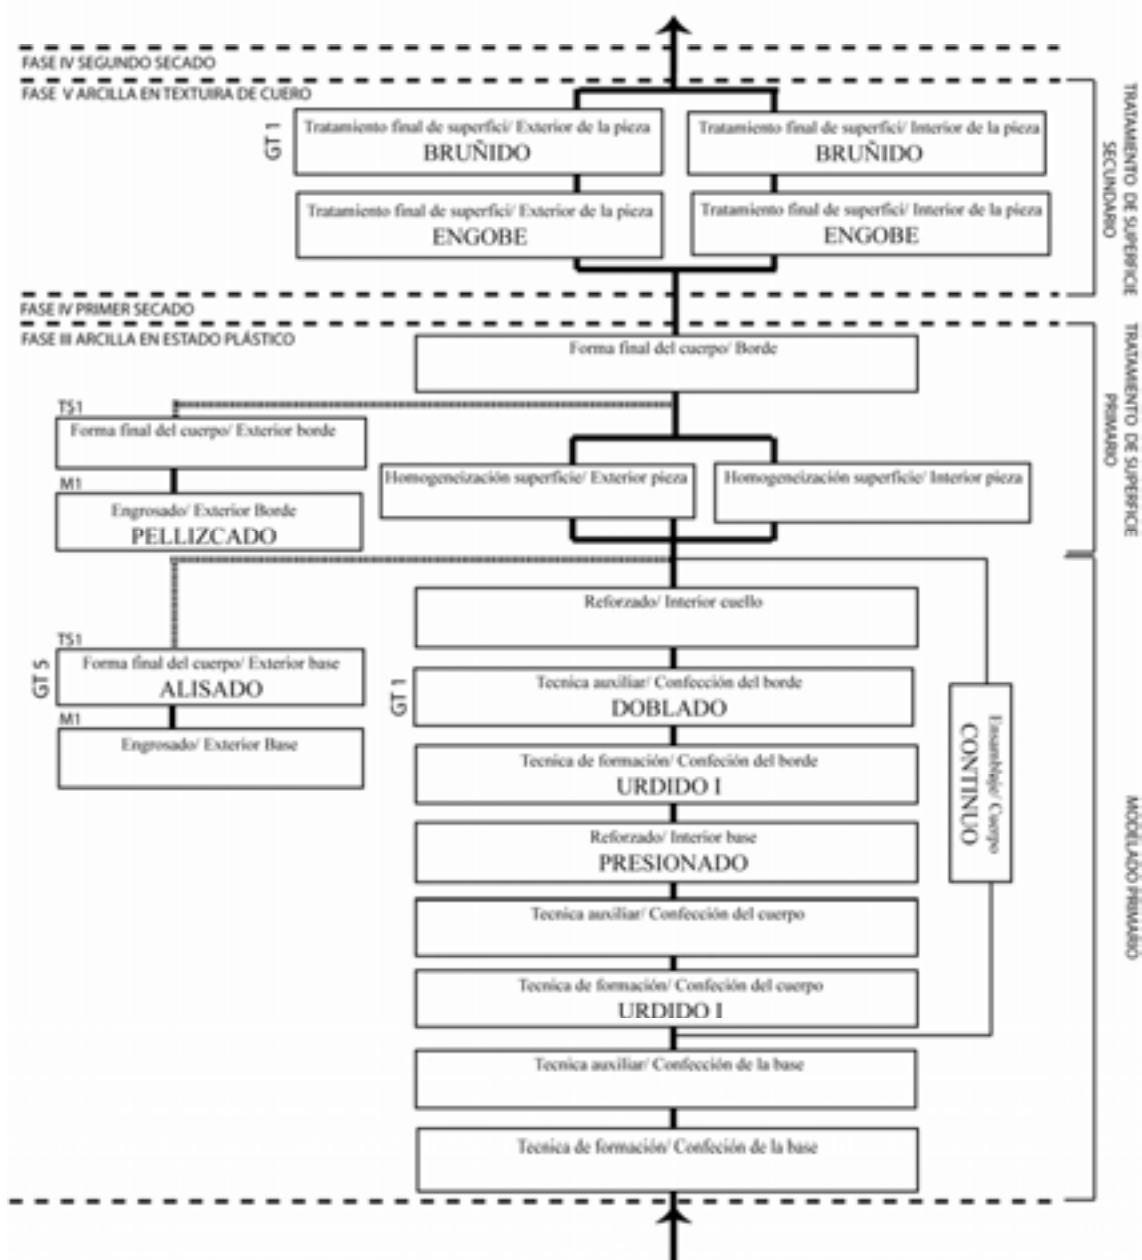 FASE IV SEGUNDO SECADO
FASE V ARCILLA EN TEXTUIRA DE CUERO
GT 1
Tratamiento final de superfici/ Exterior de la pieza
BRUÑIDO
Tratamiento final de superfici/ Interior de la pieza
BRUÑIDO
Tratamiento final de superfici/ Exterior de la pieza
ENGOBE
Tratamiento final de superfici/ Interior de la pieza
ENGOBE
TRATAMIENTO DE SUPERFICIE
SECUNDARIO
FASE IV PRIMER SECADO
FASE III ARCILLA EN ESTADO PLÁSTICO
Forma final del cuerpo/ Borde
TS1
Forma final del cuerpo/ Exterior borde
M1
Engrosado/ Exterior Borde
PELLIZCADO
Homogeneización superficie/ Exterior pieza
Homogeneización superficie/ Interior pieza
TRATAMIENTO DE SUPERFICIE
PRIMARIO
Reforzado/ Interior cuello
TS1
GT 5
Forma final del cuerpo/ Exterior base
ALISADO
M1
Engrosado/ Exterior Base
GT 1
Tecnica auxiliar/ Confección del borde
DOBLADO
Tecnica de formación/ Confeción del borde
URDIDO I
Reforzado/ Interior base
PRESIONADO
Tecnica auxiliar/ Confección del cuerpo
Tecnica de formación/ Confeción del cuerpo
URDIDO I
Ensamblaje/ Cuerpo
CONTINUO
Tecnica auxiliar/ Confección de la base
Tecnica de formación/ Confeción de la base
MODELADO PRIMARIO